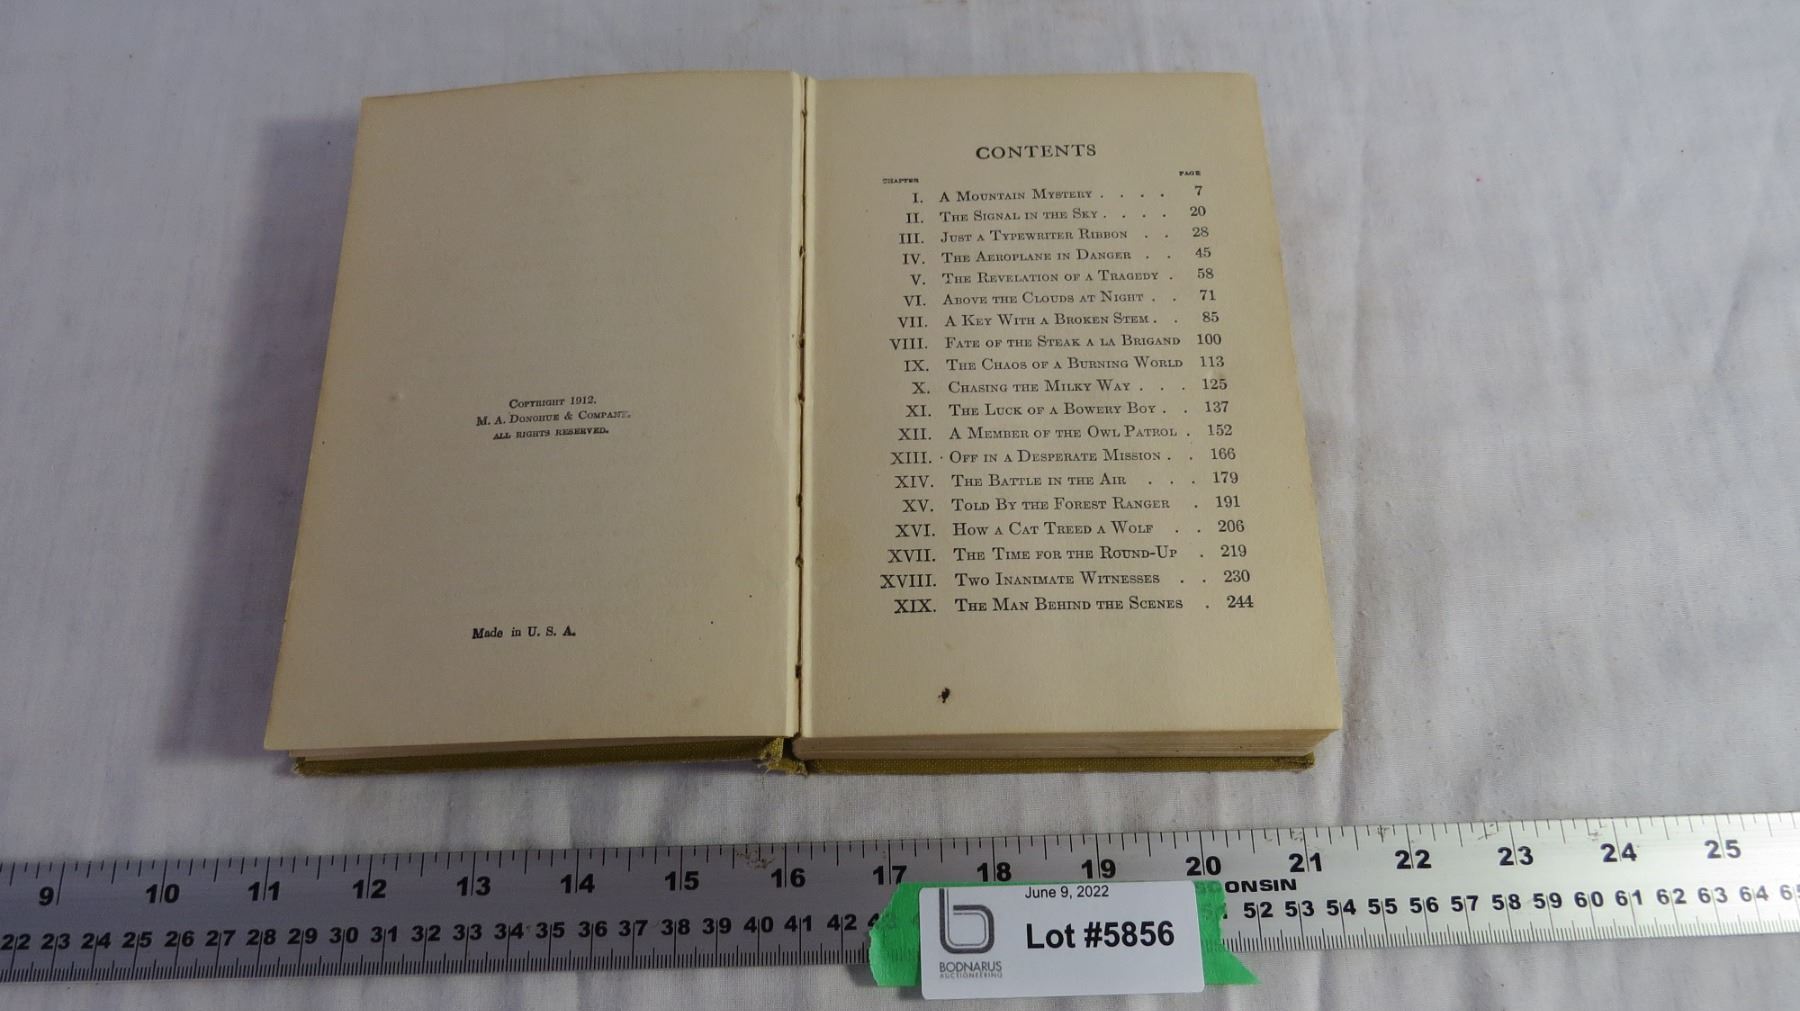 COPYRIGHT 1912.
M. A. DONOHUE & COMPANY.
ALL RIGHTS RESERVED.
Made in U. S. A.
CONTENTS
CHAPTER PAGE
I. A MOUNTAIN MYSTERY . . . . 7
II. THE SIGNAL IN THE SKY . . . . 20
III. JUST A TYPEWRITER RIBBON . . 28
IV. THE AEROPLANE IN DANGER . . 45
V. THE REVELATION OF A TRAGEDY . 58
VI. ABOVE THE CLOUDS AT NIGHT . . 71
VII. A KEY WITH A BROKEN STEM . . 85
VIII. FATE OF THE STEAK A LA BRIGAND 100
IX. THE CHAOS OF A BURNING WORLD 113
X. CHASING THE MILKY WAY . . . 125
XI. THE LUCK OF A BOWERY BOY . . 137
XII. A MEMBER OF THE OWL PATROL . 152
XIII. OFF IN A DESPERATE MISSION . . 166
XIV. THE BATTLE IN THE AIR . . . 179
XV. TOLD BY THE FOREST RANGER . 191
XVI. HOW A CAT TREED A WOLF . . 206
XVII. THE TIME FOR THE ROUND-UP . 219
XVIII. TWO INANIMATE WITNESSES . . 230
XIX. THE MAN BEHIND THE SCENES . 244
9 10 11 12 13 14 15 16 17 18 19 20 21 22 23 24 25
CONSIN
22 23 24 25 26 27 28 29 30 31 32 33 34 35 36 37 38 39 40 41 42 52 53 54 55 56 57 58 59 60 61 62 63 64
June 9, 2022
Lot #5856
BODNARUS
AUCTIONEERING